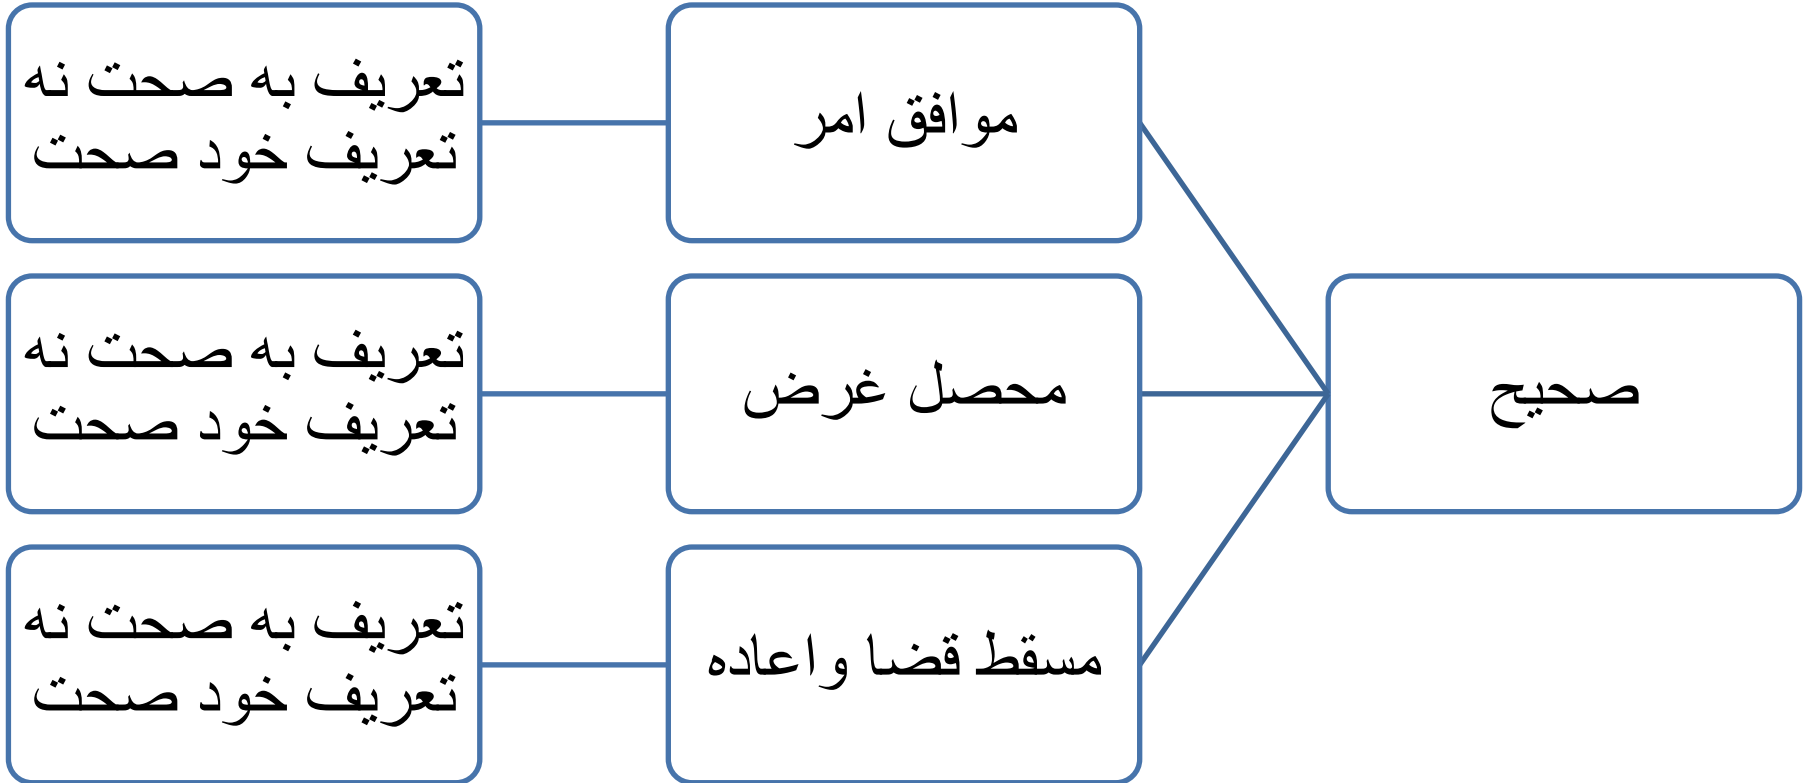 صحیح
موافق امر
تعریف به صحت نه
تعریف خود صحت
محصل غرض
تعریف به صحت نه
تعریف خود صحت
مسقط قضا واعاده
تعریف به صحت نه
تعریف خود صحت